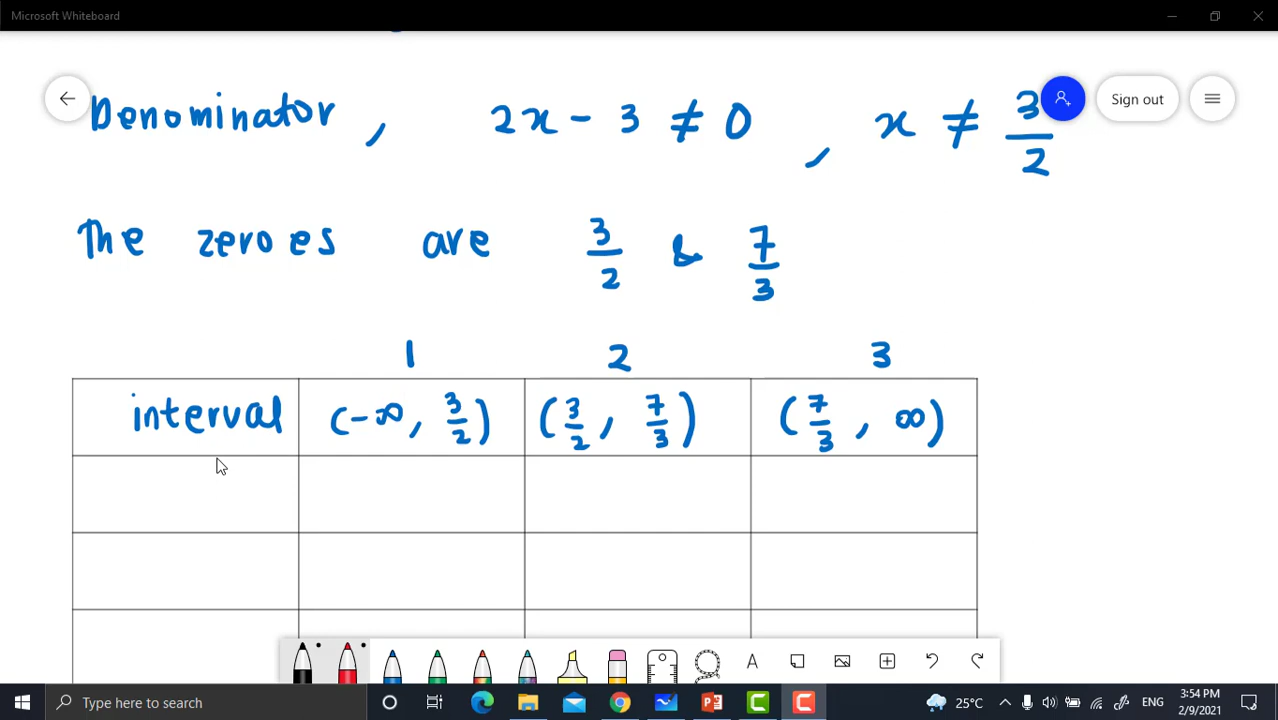 Microsoft Whiteboard
Denominator , 2x - 3 ≠ 0 , x ≠ 3/2
Sign out
The zeroes are 3/2 & 7/3
1 2 3
interval (-∞, 3/2) (3/2, 7/3) (7/3, ∞)
Type here to search
25°C
ENG
3:54 PM
2/9/2021